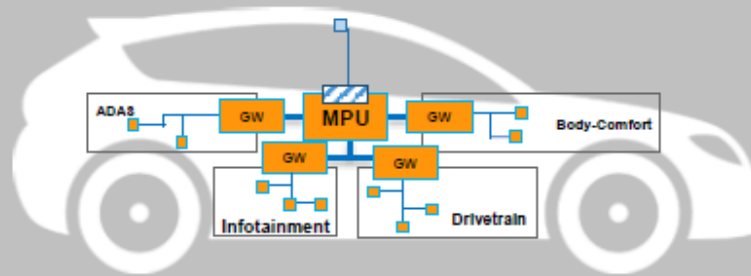 ADAS
GW
MPU
GW
Body-Comfort
GW
GW
Infotainment
Drivetrain